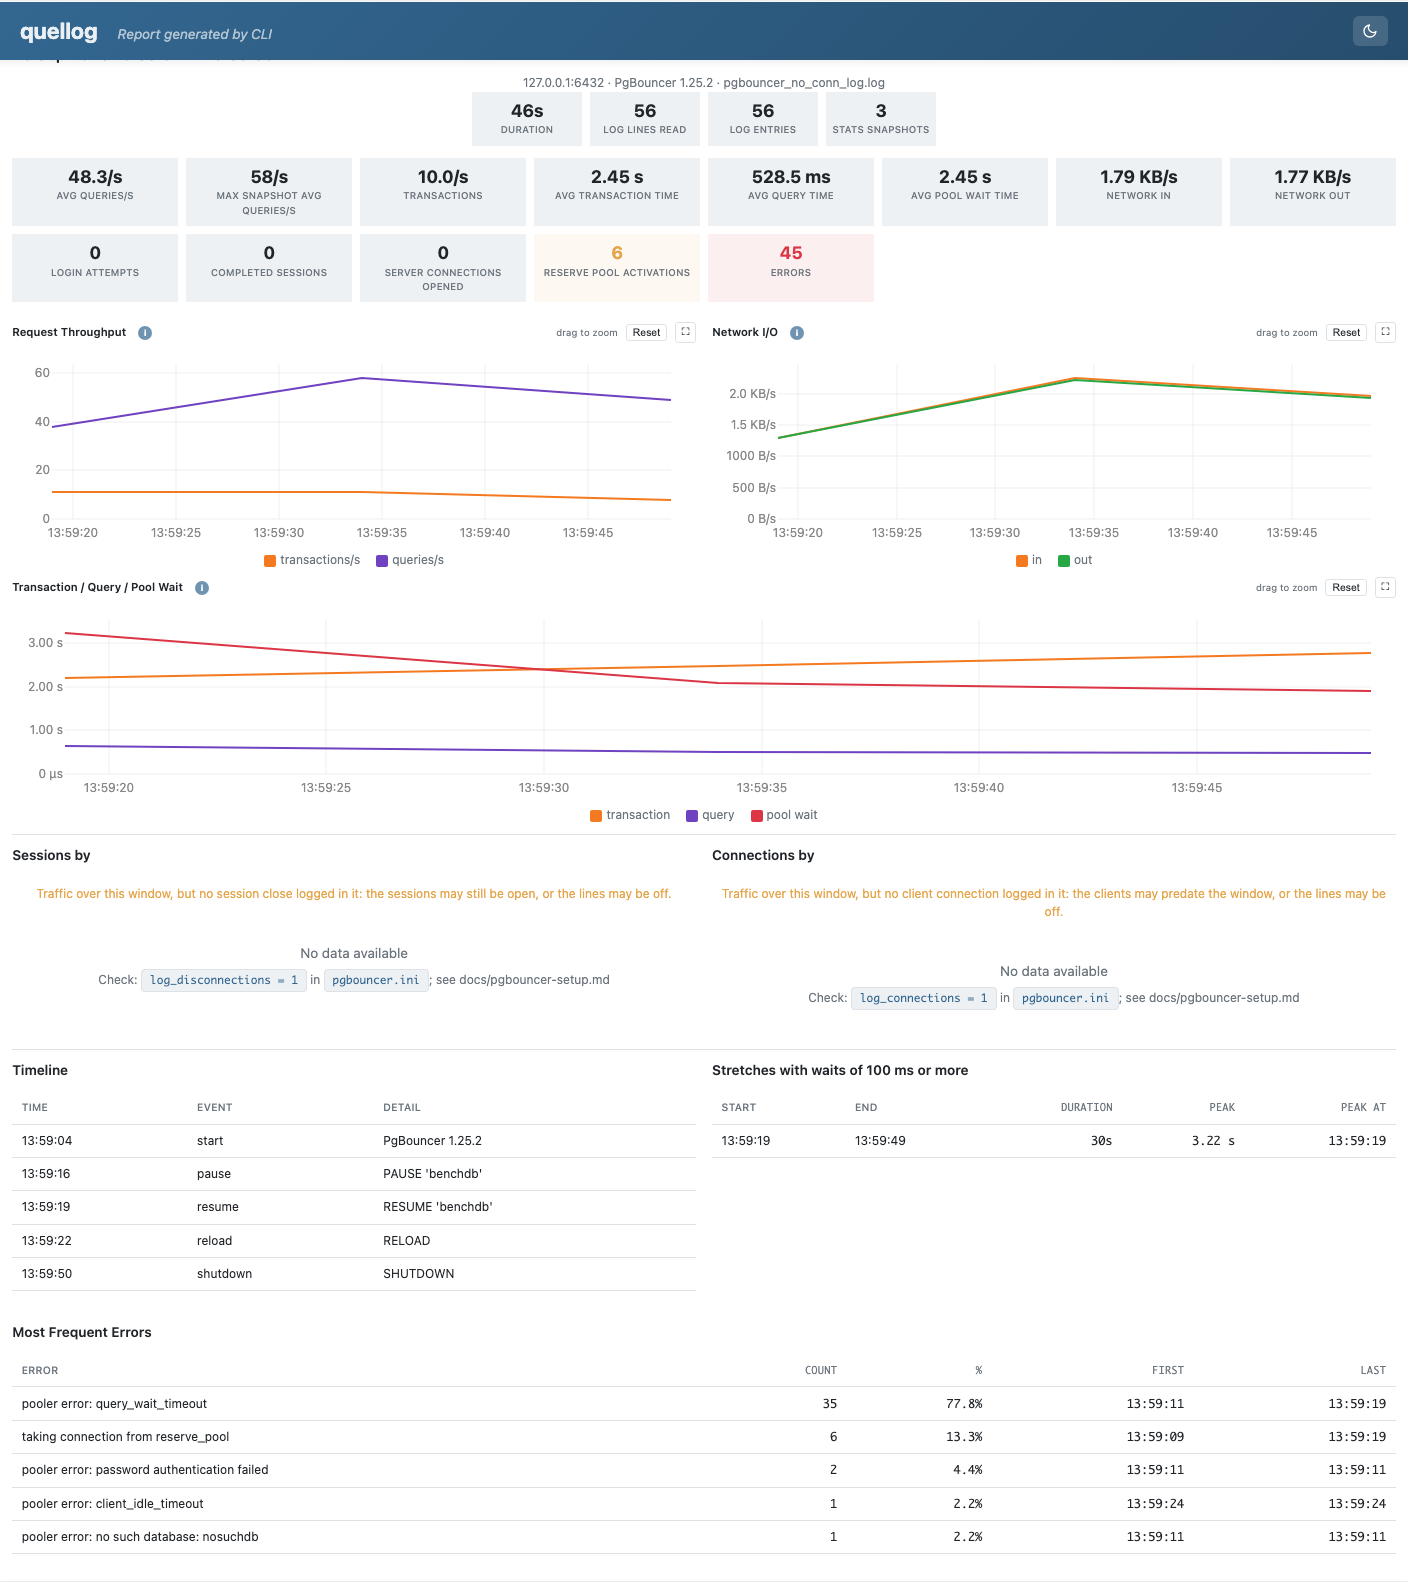 quellog Report generated by CLI
127.0.0.1:6432 · PgBouncer 1.25.2 · pgbouncer_no_conn_log.log
46s 56 56 3
DURATION LOG LINES READ LOG ENTRIES STATS SNAPSHOTS
48.3/s 58/s 10.0/s 2.45 s 528.5 ms 2.45 s 1.79 KB/s 1.77 KB/s
AVG QUERIES/S MAX SNAPSHOT AVG TRANSACTIONS AVG TRANSACTION TIME AVG QUERY TIME AVG POOL WAIT TIME NETWORK IN NETWORK OUT
QUERIES/S
0 0 0 6 45
LOGIN ATTEMPTS COMPLETED SESSIONS SERVER CONNECTIONS RESERVE POOL ACTIVATIONS ERRORS
OPENED
Request Throughput i drag to zoom Reset
60
40
20
0
13:59:20 13:59:25 13:59:30 13:59:35 13:59:40 13:59:45
transactions/s queries/s
Network I/O i drag to zoom Reset
2.0 KB/s
1.5 KB/s
1000 B/s
500 B/s
0 B/s
13:59:20 13:59:25 13:59:30 13:59:35 13:59:40 13:59:45
in out
Transaction / Query / Pool Wait i drag to zoom Reset
3.00 s
2.00 s
1.00 s
0 µs
13:59:20 13:59:25 13:59:30 13:59:35 13:59:40 13:59:45
transaction query pool wait
Sessions by
Traffic over this window, but no session close logged in it: the sessions may still be open, or the lines may be off.
No data available
Check: log_disconnections = 1 in pgbouncer.ini; see docs/pgbouncer-setup.md
Connections by
Traffic over this window, but no client connection logged in it: the clients may predate the window, or the lines may be
off.
No data available
Check: log_connections = 1 in pgbouncer.ini; see docs/pgbouncer-setup.md
Timeline
TIME EVENT DETAIL
13:59:04 start PgBouncer 1.25.2
13:59:16 pause PAUSE 'benchdb'
13:59:19 resume RESUME 'benchdb'
13:59:22 reload RELOAD
13:59:50 shutdown SHUTDOWN
Stretches with waits of 100 ms or more
START END DURATION PEAK PEAK AT
13:59:19 13:59:49 30s 3.22 s 13:59:19
Most Frequent Errors
ERROR COUNT % FIRST LAST
pooler error: query_wait_timeout 35 77.8% 13:59:11 13:59:19
taking connection from reserve_pool 6 13.3% 13:59:09 13:59:19
pooler error: password authentication failed 2 4.4% 13:59:11 13:59:11
pooler error: client_idle_timeout 1 2.2% 13:59:24 13:59:24
pooler error: no such database: nosuchdb 1 2.2% 13:59:11 13:59:11